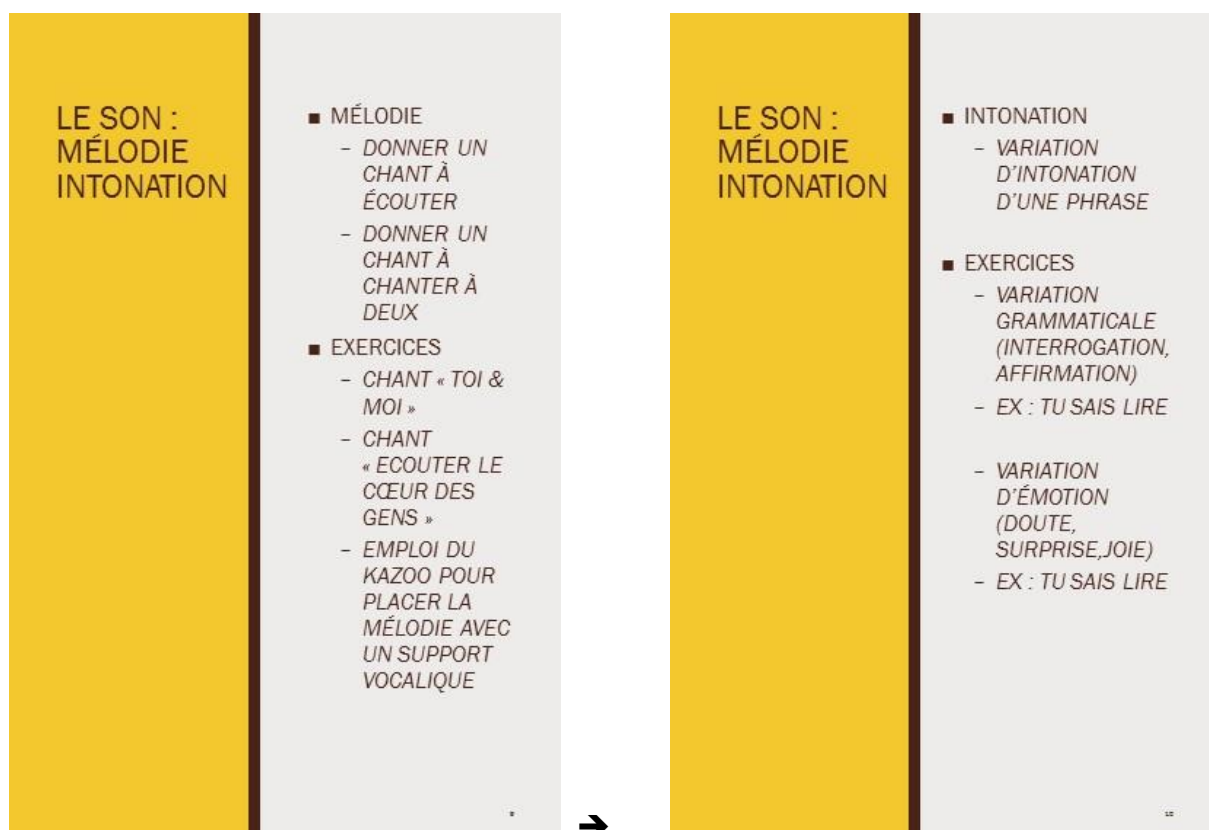 LE SON :
MÉLODIE
INTONATION
■ MÉLODIE
– DONNER UN
CHANT À
ÉCOUTER
– DONNER UN
CHANT À
CHANTER À
DEUX
■ EXERCICES
– CHANT « TOI &
MOI »
– CHANT
« ECOUTER LE
CŒUR DES
GENS »
– EMPLOI DU
KAZOO POUR
PLACER LA
MÉLODIE AVEC
UN SUPPORT
VOCALIQUE
➔
LE SON :
MÉLODIE
INTONATION
■ INTONATION
– VARIATION
D'INTONATION
D'UNE PHRASE
■ EXERCICES
– VARIATION
GRAMMATICALE
(INTERROGATION,
AFFIRMATION)
– EX : TU SAIS LIRE
– VARIATION
D'ÉMOTION
(DOUTE,
SURPRISE,JOIE)
– EX : TU SAIS LIRE